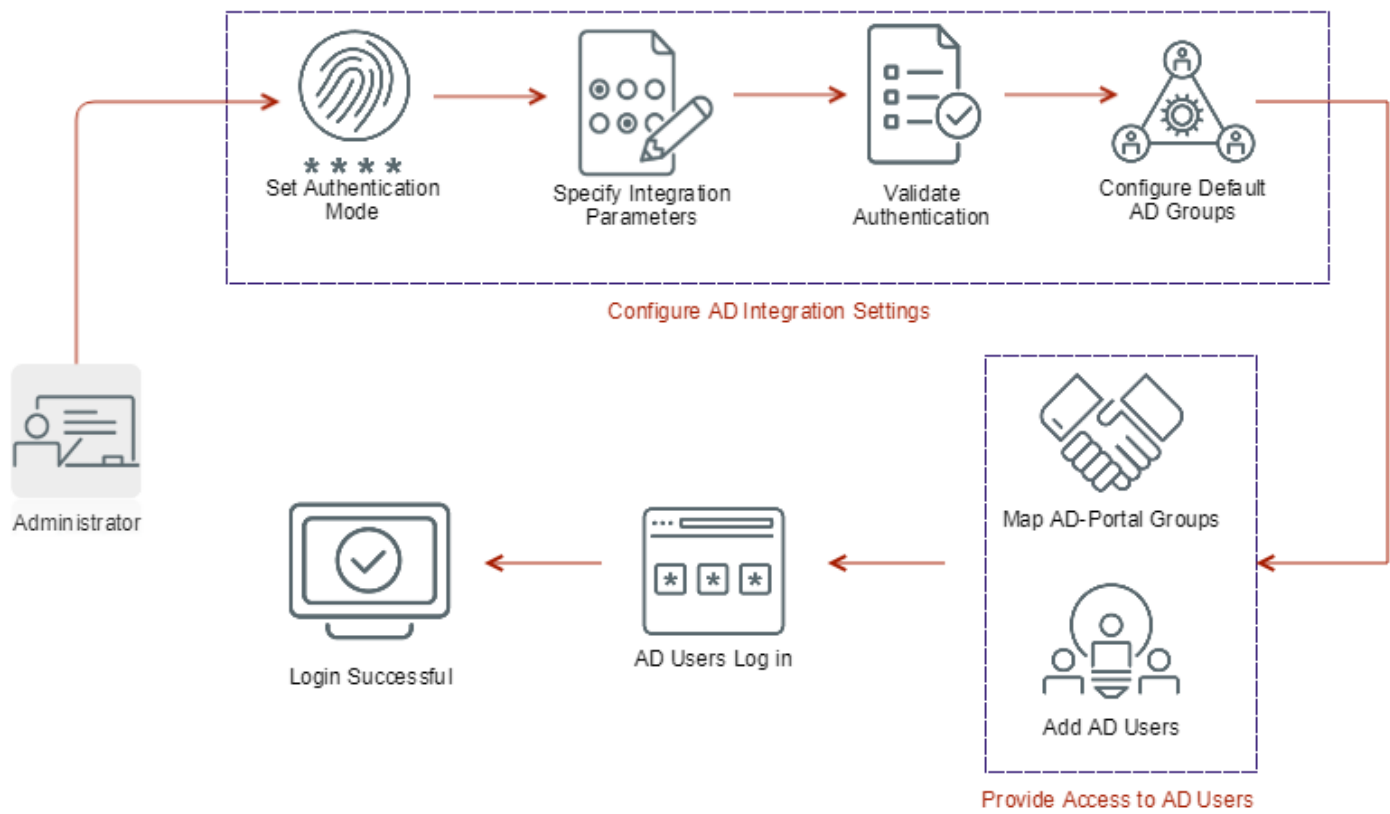 * * * *
Set Authentication
Mode
Specify Integration
Parameters
Validate
Authentication
Configure Default
AD Groups
Configure AD Integration Settings
Administrator
Map AD-Portal Groups
* * *
AD Users Log in
Login Successful
Add AD Users
Provide Access to AD Users